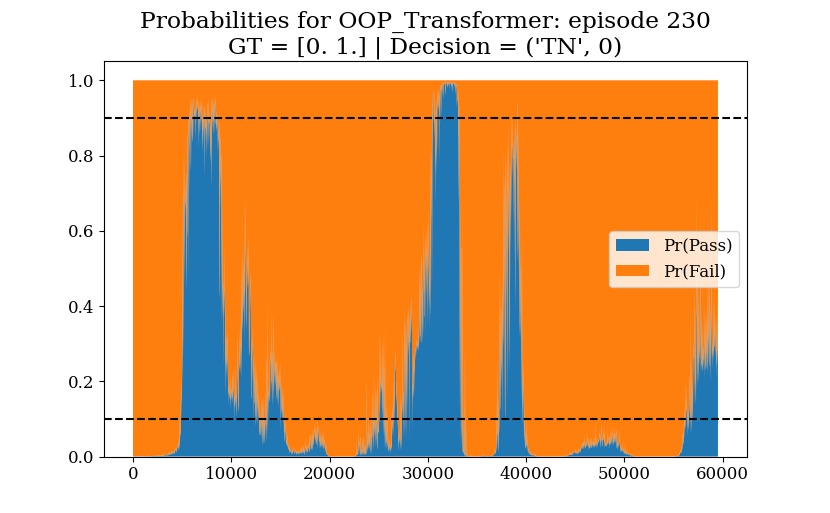 Probabilities for OOP_Transformer: episode 230
GT = [0. 1.] | Decision = ('TN', 0)
1.0
0.8
0.6
0.4
0.2
0.0
Pr(Pass)
Pr(Fail)
0 10000 20000 30000 40000 50000 60000